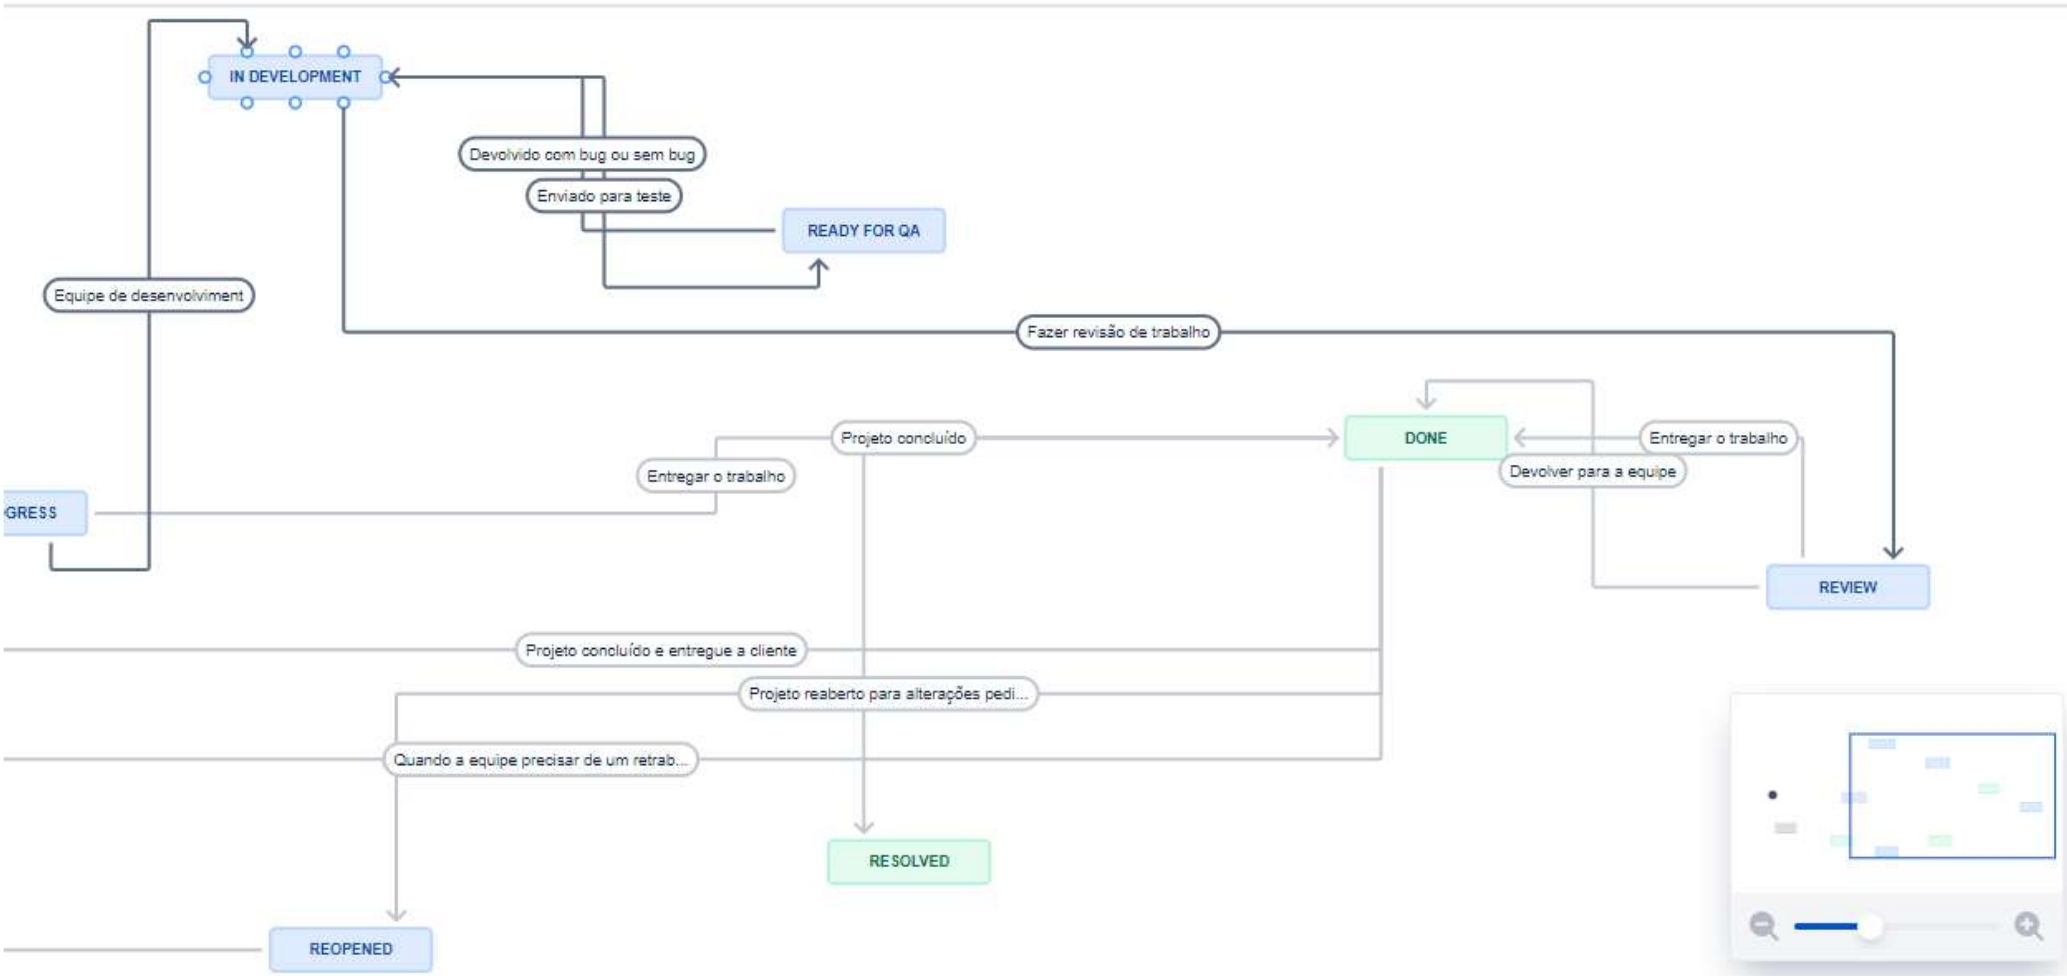 IN DEVELOPMENT
Devolvido com bug ou sem bug
Enviado para teste
READY FOR QA
Equipe de desenvolviment
Fazer revisão de trabalho
Projeto concluído
DONE
Entregar o trabalho
Entregar o trabalho
Devolver para a equipe
GRESS
REVIEW
Projeto concluído e entregue a cliente
Projeto reaberto para alterações pedi...
Quando a equipe precisar de um retrab...
RESOLVED
REOPENED